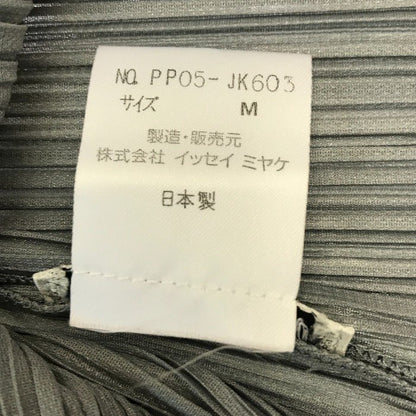 NO. PP05-JK603
サイズ M
製造・販売元
株式会社 イッセイ ミヤケ
日本製